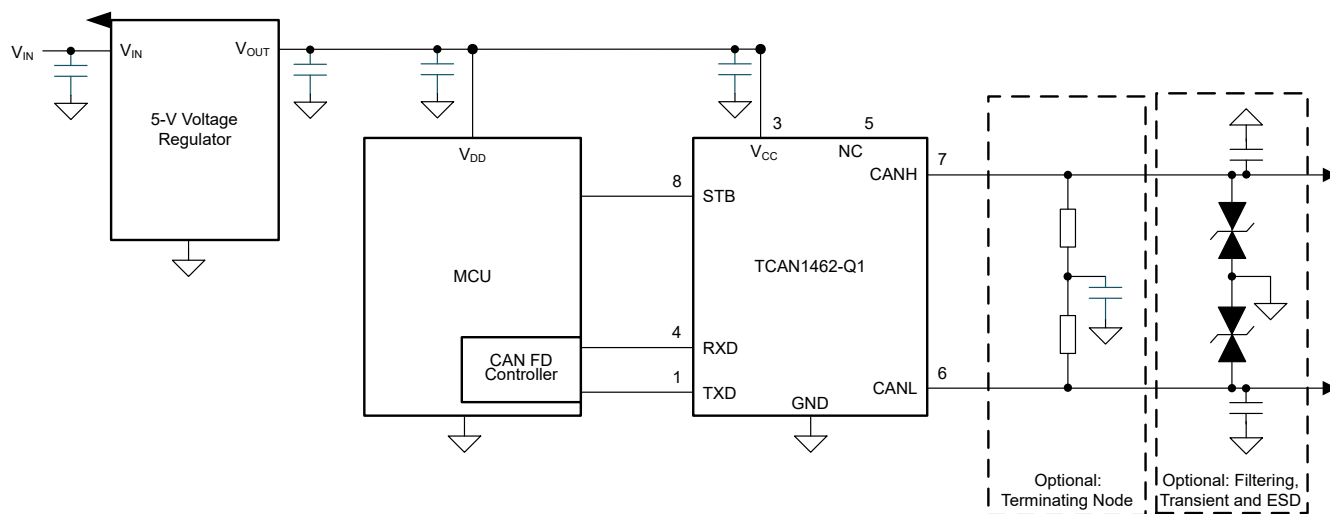 VIN
VIN
VOUT
5-V Voltage
Regulator
3
5
VDD
VCC
NC
7
CANH
8
STB
MCU
TCAN1462-Q1
4
RXD
CAN FD
Controller
1
TXD
6
CANL
GND
Optional:
Terminating Node
Optional: Filtering,
Transient and ESD